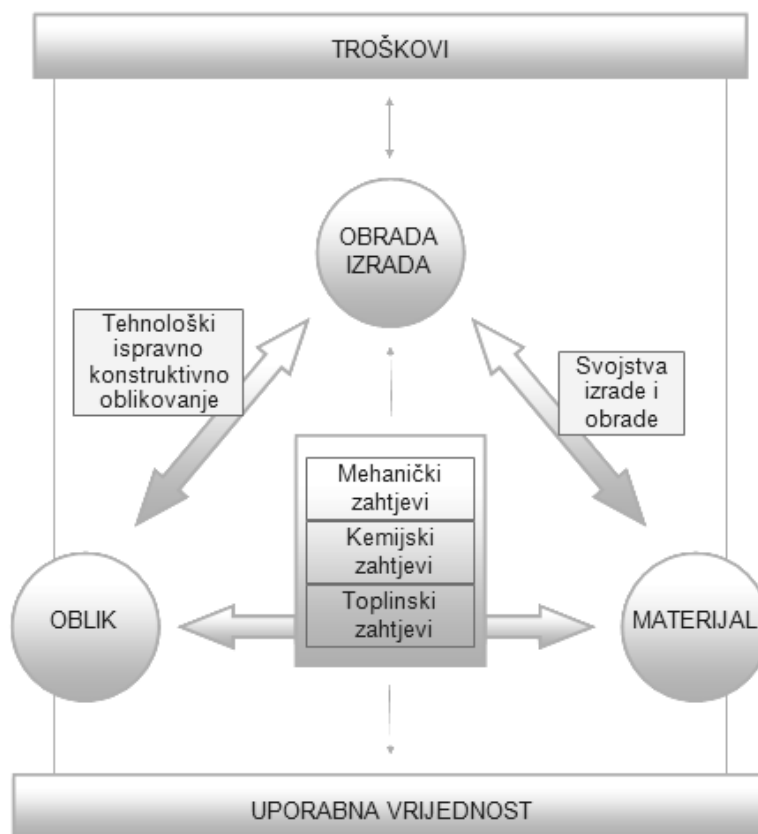 TROŠKOVI
OBRADA
IZRADA
Tehnološki
ispravno
konstruktivno
oblikovanje
Svojstva
izrade i
obrade
Mehanički
zahtjevi
Kemijski
zahtjevi
Toplinski
zahtjevi
OBLIK
MATERIJAL
UPORABNA VRIJEDNOST